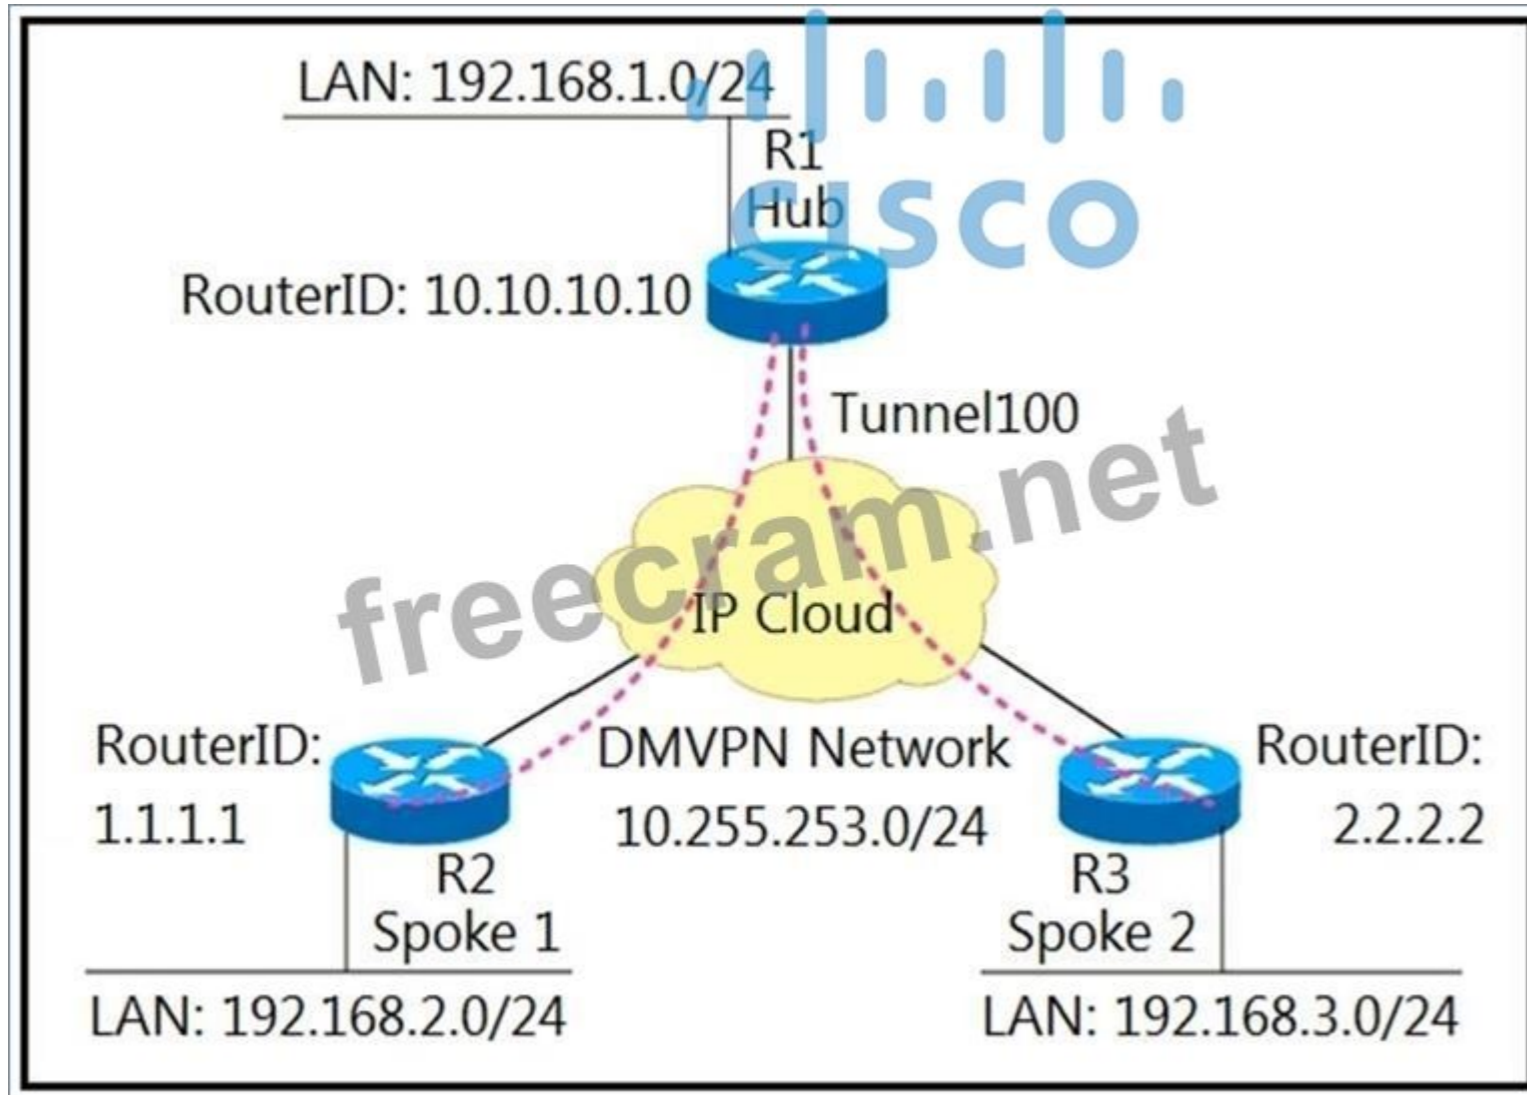 LAN: 192.168.1.0/24
R1
Hub
CISCO
RouterID: 10.10.10.10
Tunnel100
freecram.net
IP Cloud
RouterID:
1.1.1.1
DMVPN Network
10.255.253.0/24
RouterID:
2.2.2.2
R2
Spoke 1
R3
Spoke 2
LAN: 192.168.2.0/24
LAN: 192.168.3.0/24